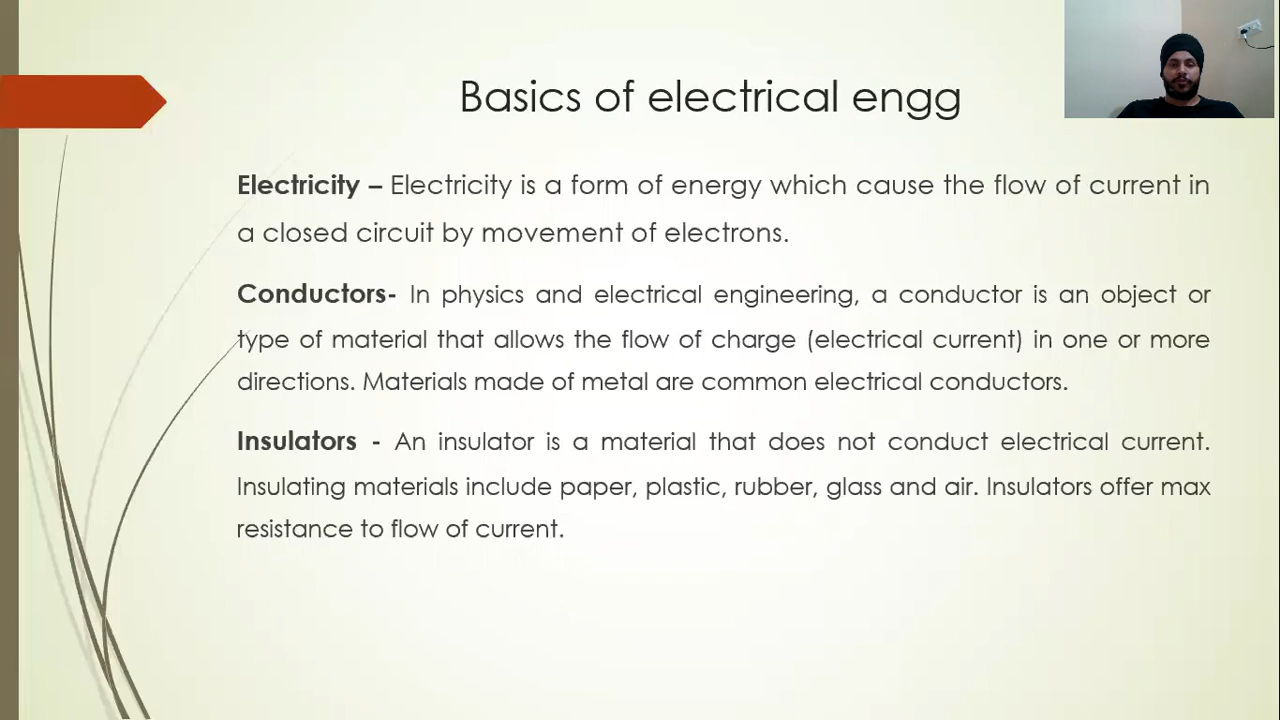 Basics of electrical engg
Electricity – Electricity is a form of energy which cause the flow of current in
a closed circuit by movement of electrons.
Conductors- In physics and electrical engineering, a conductor is an object or
type of material that allows the flow of charge (electrical current) in one or more
directions. Materials made of metal are common electrical conductors.
Insulators - An insulator is a material that does not conduct electrical current.
Insulating materials include paper, plastic, rubber, glass and air. Insulators offer max
resistance to flow of current.